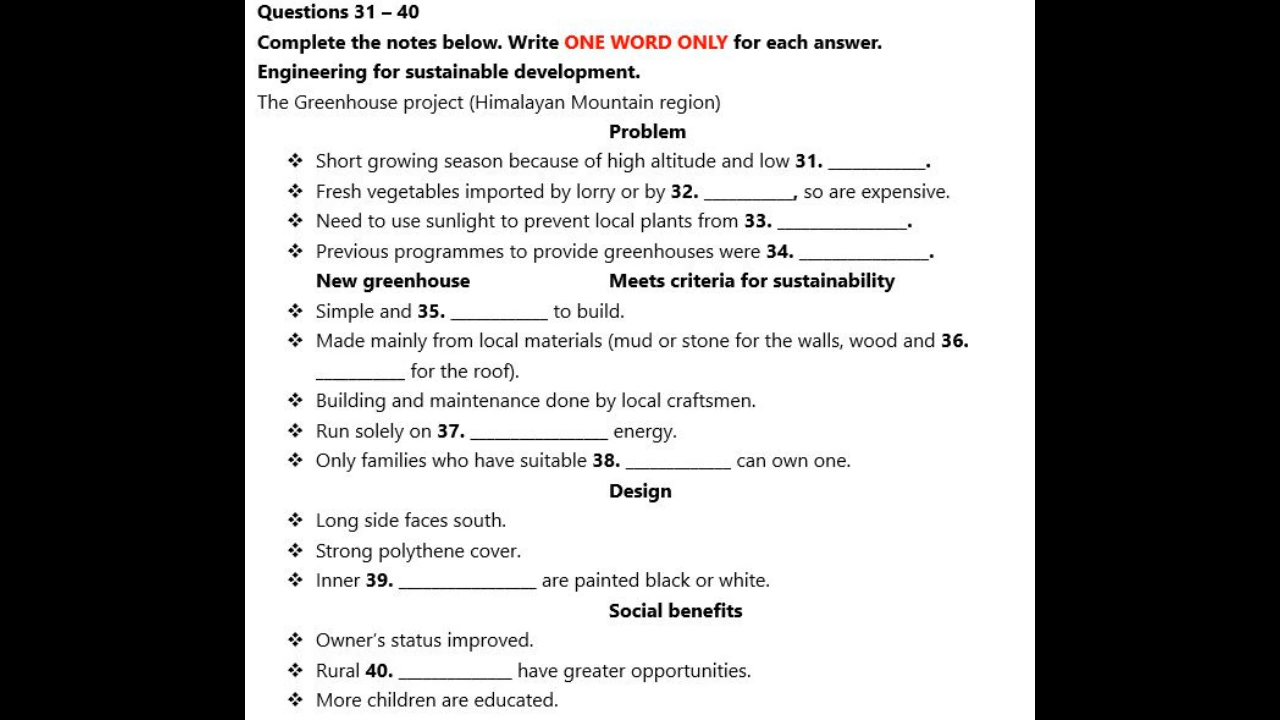 Questions 31 – 40
Complete the notes below. Write ONE WORD ONLY for each answer.
Engineering for sustainable development.
The Greenhouse project (Himalayan Mountain region)
Problem
❖ Short growing season because of high altitude and low 31. ___________.
❖ Fresh vegetables imported by lorry or by 32. __________, so are expensive.
❖ Need to use sunlight to prevent local plants from 33. _______________.
❖ Previous programmes to provide greenhouses were 34. _______________.
New greenhouse Meets criteria for sustainability
❖ Simple and 35. ___________ to build.
❖ Made mainly from local materials (mud or stone for the walls, wood and 36.
__________ for the roof).
❖ Building and maintenance done by local craftsmen.
❖ Run solely on 37. ________________ energy.
❖ Only families who have suitable 38. ____________ can own one.
Design
❖ Long side faces south.
❖ Strong polythene cover.
❖ Inner 39. ________________ are painted black or white.
Social benefits
❖ Owner's status improved.
❖ Rural 40. _____________ have greater opportunities.
❖ More children are educated.